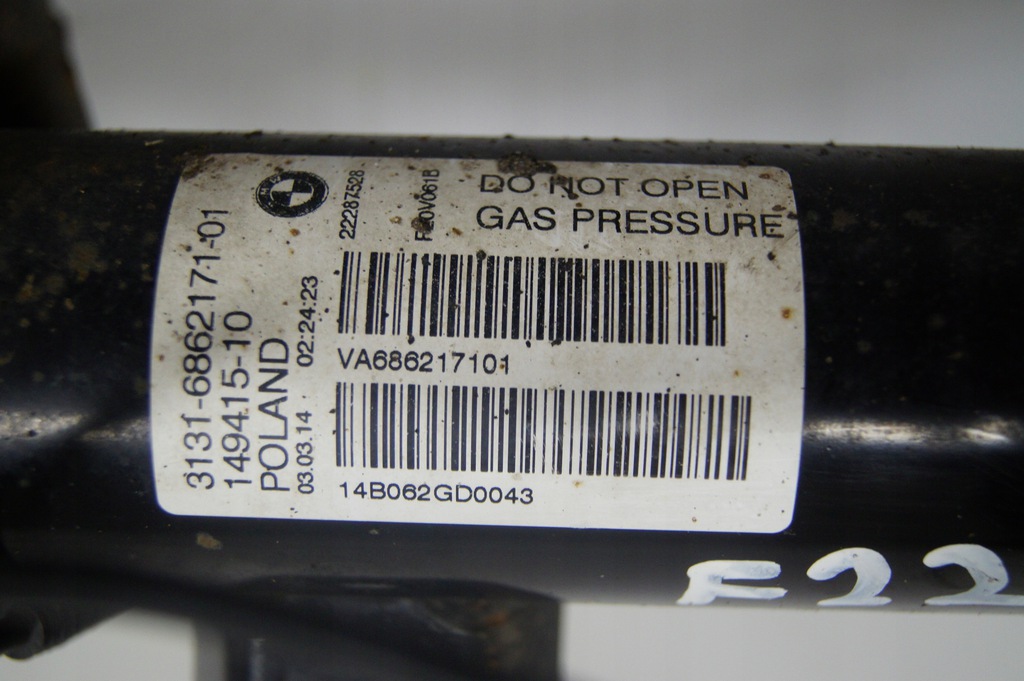 DO NOT OPEN
GAS PRESSURE
22287528
F20V061B
VA686217101
14B062GD0043
3131-6862171-01
149415-10
POLAND
03.03.14 02:24:23
F22